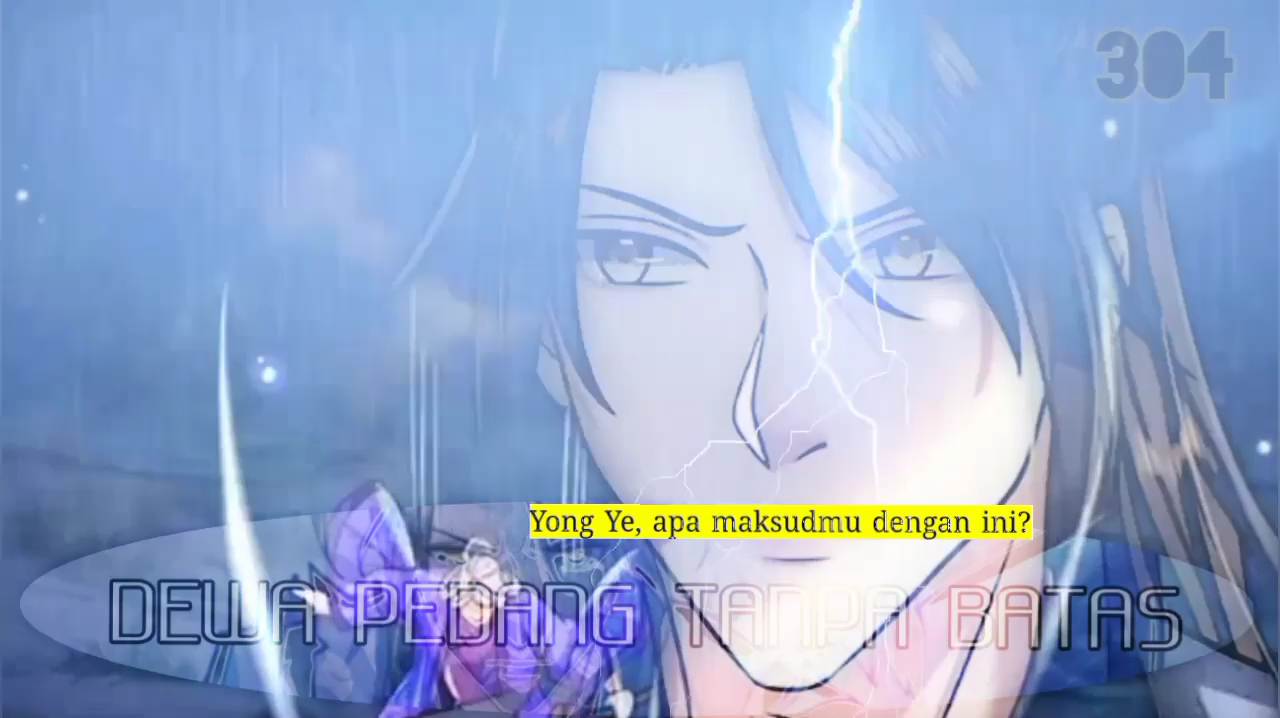 304
Yong Ye, apa maksudmu dengan ini?
DEWA PEDANG TANPA BATAS